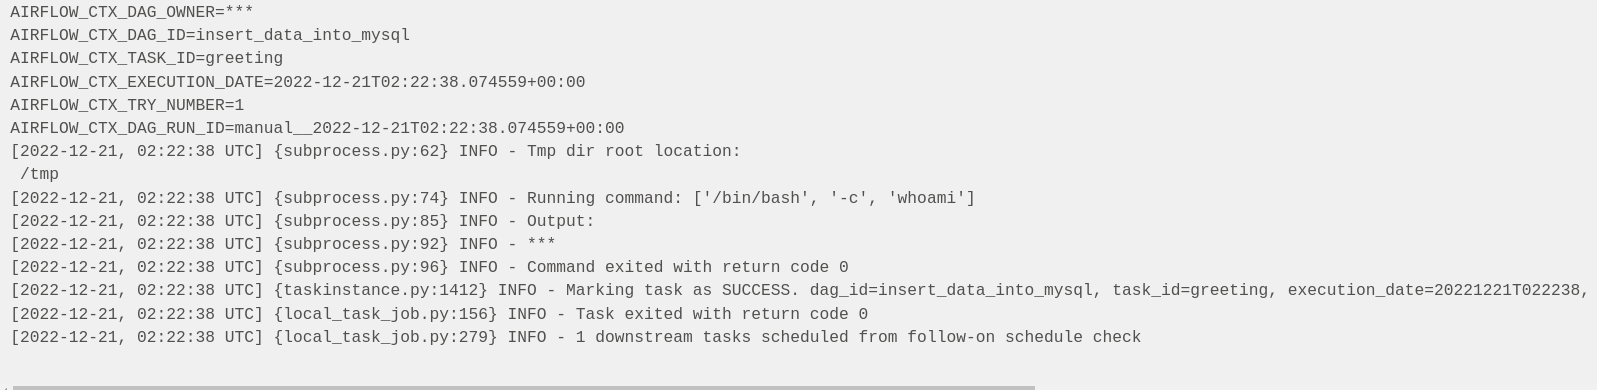 AIRFLOW_CTX_DAG_OWNER=***
AIRFLOW_CTX_DAG_ID=insert_data_into_mysql
AIRFLOW_CTX_TASK_ID=greeting
AIRFLOW_CTX_EXECUTION_DATE=2022-12-21T02:22:38.074559+00:00
AIRFLOW_CTX_TRY_NUMBER=1
AIRFLOW_CTX_DAG_RUN_ID=manual__2022-12-21T02:22:38.074559+00:00
[2022-12-21, 02:22:38 UTC] {subprocess.py:62} INFO - Tmp dir root location:
 /tmp
[2022-12-21, 02:22:38 UTC] {subprocess.py:74} INFO - Running command: ['/bin/bash', '-c', 'whoami']
[2022-12-21, 02:22:38 UTC] {subprocess.py:85} INFO - Output:
[2022-12-21, 02:22:38 UTC] {subprocess.py:92} INFO - ***
[2022-12-21, 02:22:38 UTC] {subprocess.py:96} INFO - Command exited with return code 0
[2022-12-21, 02:22:38 UTC] {taskinstance.py:1412} INFO - Marking task as SUCCESS. dag_id=insert_data_into_mysql, task_id=greeting, execution_date=20221221T022238,
[2022-12-21, 02:22:38 UTC] {local_task_job.py:156} INFO - Task exited with return code 0
[2022-12-21, 02:22:38 UTC] {local_task_job.py:279} INFO - 1 downstream tasks scheduled from follow-on schedule check